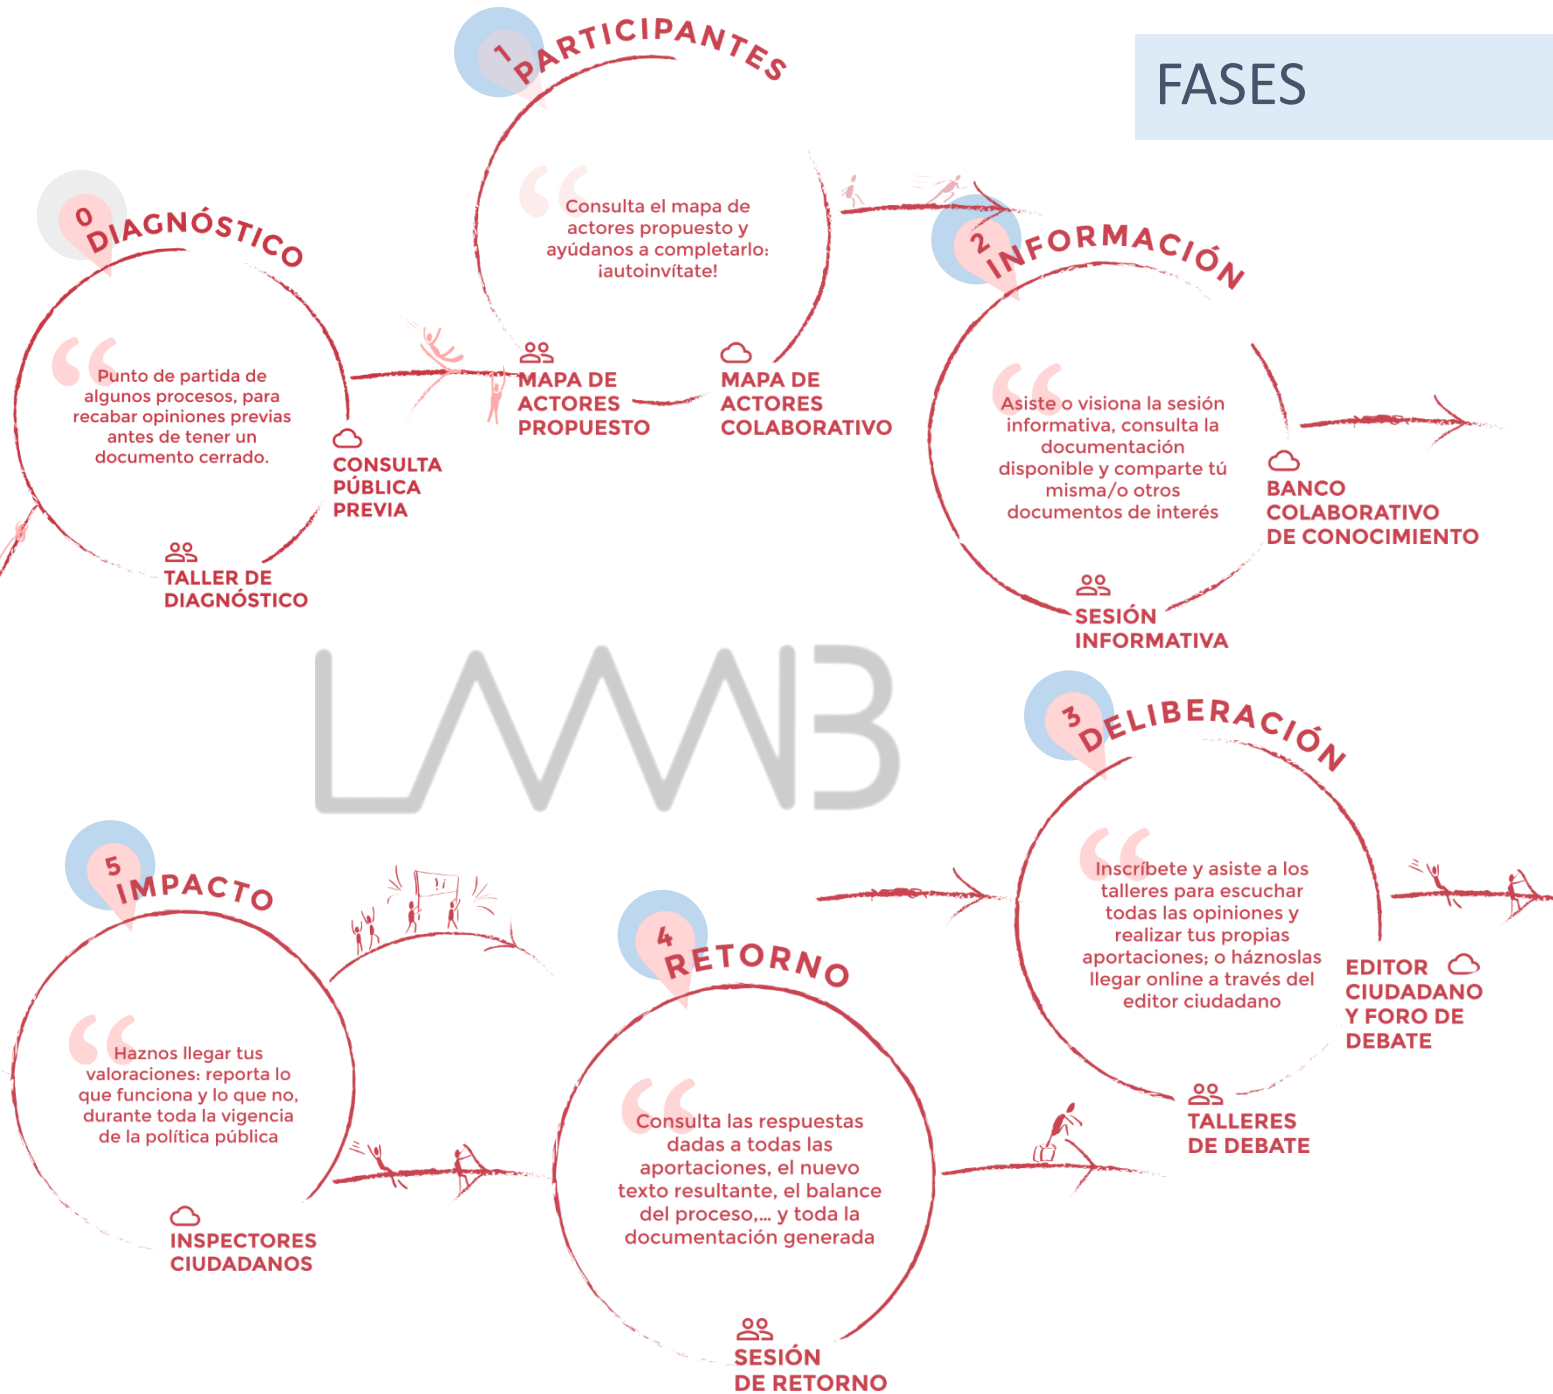 FASES
0
DIAGNÓSTICO
Punto de partida de
algunos procesos, para
recabar opiniones previas
antes de tener un
documento cerrado.
CONSULTA
PÚBLICA
PREVIA
TALLER DE
DIAGNÓSTICO
1
PARTICIPANTES
Consulta el mapa de
actores propuesto y
ayúdanos a completarlo:
¡autoinvítate!
MAPA DE
ACTORES
PROPUESTO
MAPA DE
ACTORES
COLABORATIVO
2
INFORMACIÓN
Asiste o visiona la sesión
informativa, consulta la
documentación
disponible y comparte tú
misma/o otros
documentos de interés
BANCO
COLABORATIVO
DE CONOCIMIENTO
SESIÓN
INFORMATIVA
LAAAB
3
DELIBERACIÓN
Inscríbete y asiste a los
talleres para escuchar
todas las opiniones y
realizar tus propias
aportaciones; o háznoslas
llegar online a través del
editor ciudadano
EDITOR
CIUDADANO
Y FORO DE
DEBATE
TALLERES
DE DEBATE
4
RETORNO
Consulta las respuestas
dadas a todas las
aportaciones, el nuevo
texto resultante, el balance
del proceso,... y toda la
documentación generada
SESIÓN
DE RETORNO
5
IMPACTO
Haznos llegar tus
valoraciones: reporta lo
que funciona y lo que no,
durante toda la vigencia
de la política pública
INSPECTORES
CIUDADANOS